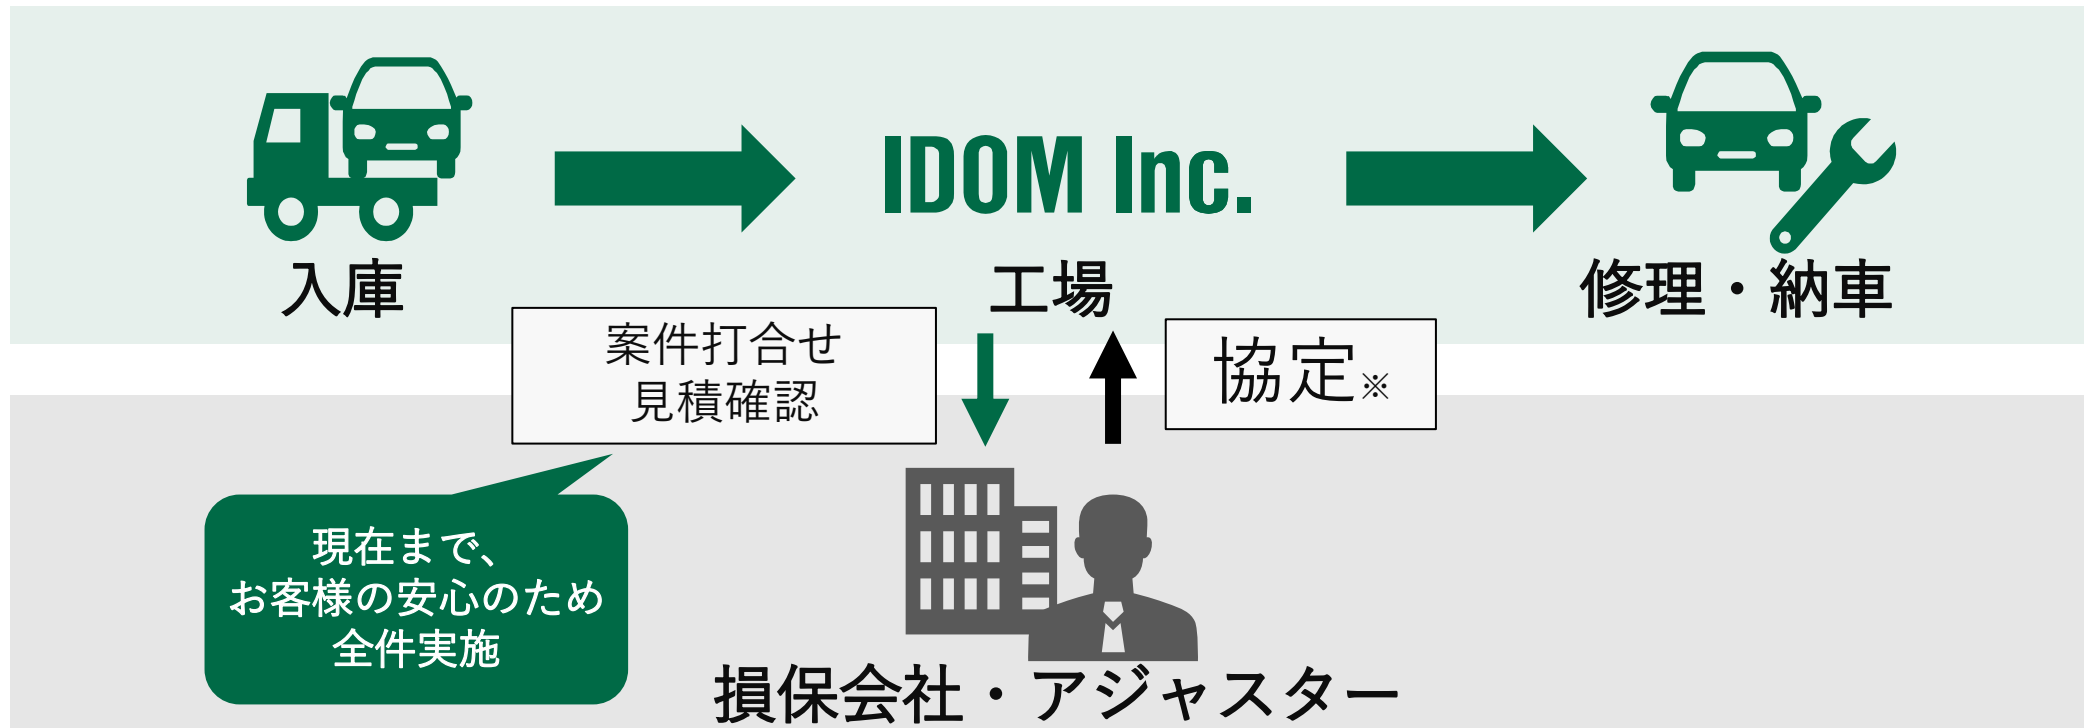 IDOM Inc.
入庫
工場
修理・納車
案件打合せ
見積確認
協定※
現在まで、
お客様の安心のため
全件実施
損保会社・アジャスター